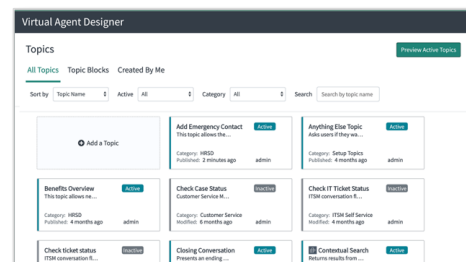 Virtual Agent Designer
Topics
Preview Active Topics
All Topics Topic Blocks Created By Me
Sort by Topic Name Active All Category All Search Search by topic name
Add a Topic
Add Emergency Contact Active
This topic allows the...
Category: HRSD
Published: 2 minutes ago admin
Anything Else Topic Active
Asks users if they wa...
Category: Setup Topics
Published: 4 months ago admin
Benefits Overview Active
This topic allows ne...
Category: HRSD
Published: 4 months ago admin
Check Case Status Inactive
Customer Service M...
Category: Customer Service
Modified: 6 months ago admin
Check IT Ticket Status Inactive
ITSM conversation fl...
Category: ITSM Self Service
Modified: 4 months ago admin
Check ticket status Inactive
ITSM conversation fl...
Closing Conversation Active
Presents an ending ...
Contextual Search Active
Returns results from ...